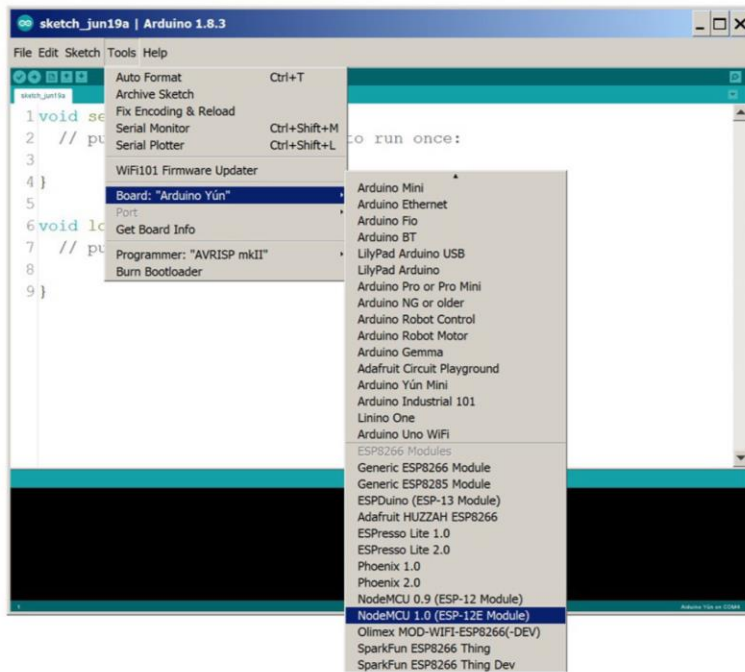 sketch_jun19a | Arduino 1.8.3
File Edit Sketch Tools Help
sketch_jun19a
Auto Format Ctrl+T
Archive Sketch
Fix Encoding & Reload
Serial Monitor Ctrl+Shift+M
Serial Plotter Ctrl+Shift+L
WiFi101 Firmware Updater
Board: "Arduino Yún"
Port
Get Board Info
Programmer: "AVRISP mkII"
Burn Bootloader
1 void se
2 // pu to run once:
3
4 }
5
6 void lo
7 // pu
8
9 }
Arduino Mini
Arduino Ethernet
Arduino Fio
Arduino BT
LilyPad Arduino USB
LilyPad Arduino
Arduino Pro or Pro Mini
Arduino NG or older
Arduino Robot Control
Arduino Robot Motor
Arduino Gemma
Adafruit Circuit Playground
Arduino Yún Mini
Arduino Industrial 101
Linino One
Arduino Uno WiFi
ESP8266 Modules
Generic ESP8266 Module
Generic ESP8285 Module
ESPDuino (ESP-13 Module)
Adafruit HUZZAH ESP8266
ESPresso Lite 1.0
ESPresso Lite 2.0
Phoenix 1.0
Phoenix 2.0
NodeMCU 0.9 (ESP-12 Module)
NodeMCU 1.0 (ESP-12E Module)
Olimex MOD-WIFI-ESP8266(-DEV)
SparkFun ESP8266 Thing
SparkFun ESP8266 Thing Dev
1
Arduino Yún on COM4